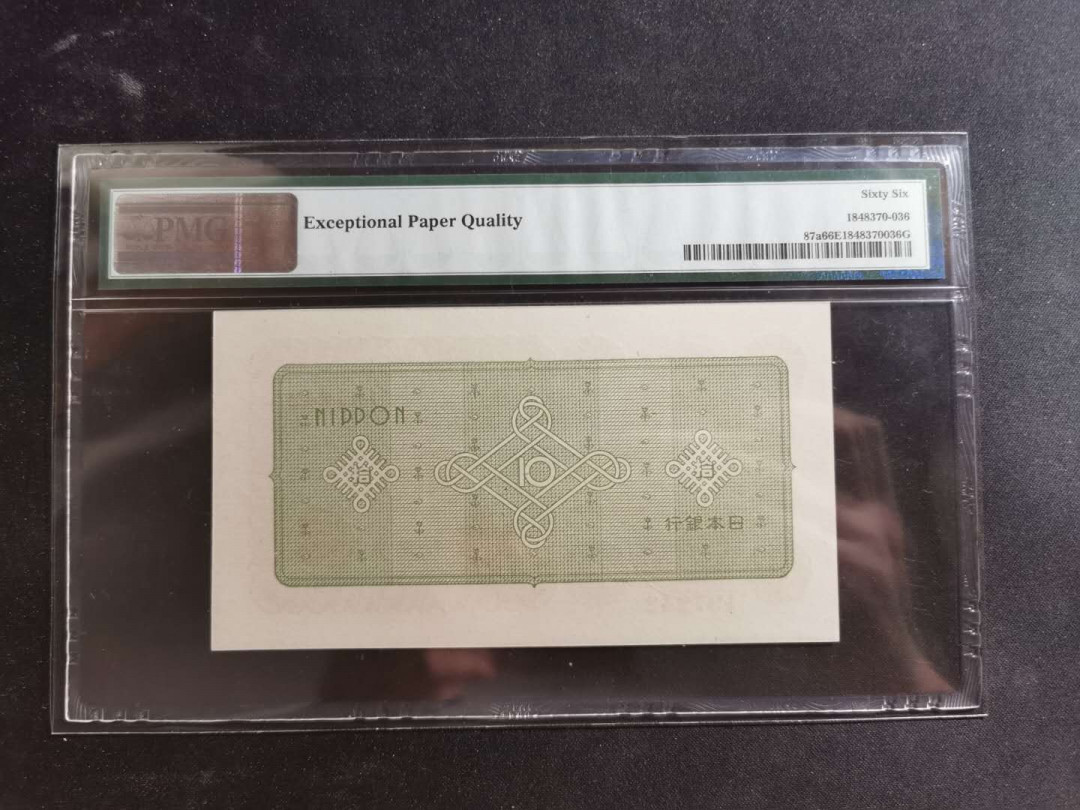 PMG
Exceptional Paper Quality
Sixty Six
1848370-036
87a66E1848370036G
NIPPON
拾
10
拾
行銀本日